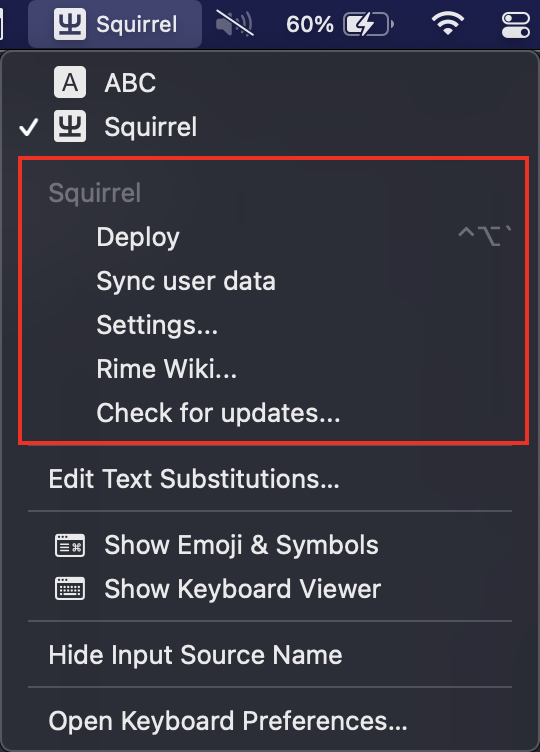 Squirrel 60%
A ABC
Squirrel
Squirrel
Deploy ^⌥`
Sync user data
Settings...
Rime Wiki...
Check for updates...
Edit Text Substitutions...
Show Emoji & Symbols
Show Keyboard Viewer
Hide Input Source Name
Open Keyboard Preferences...